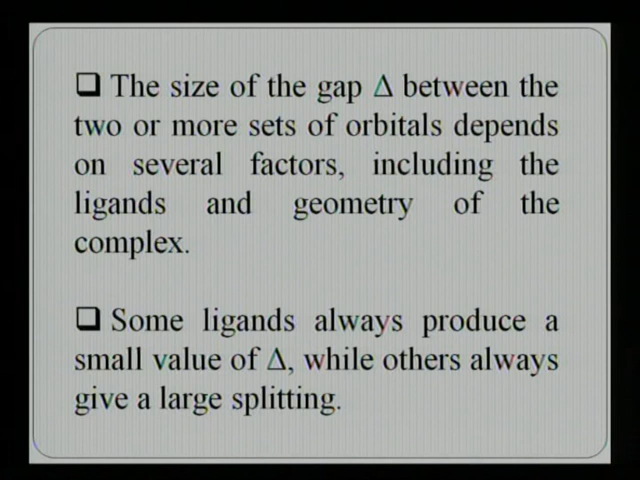 ❑ The size of the gap Δ between the
two or more sets of orbitals depends
on several factors, including the
ligands and geometry of the
complex.
❑ Some ligands always produce a
small value of Δ, while others always
give a large splitting.